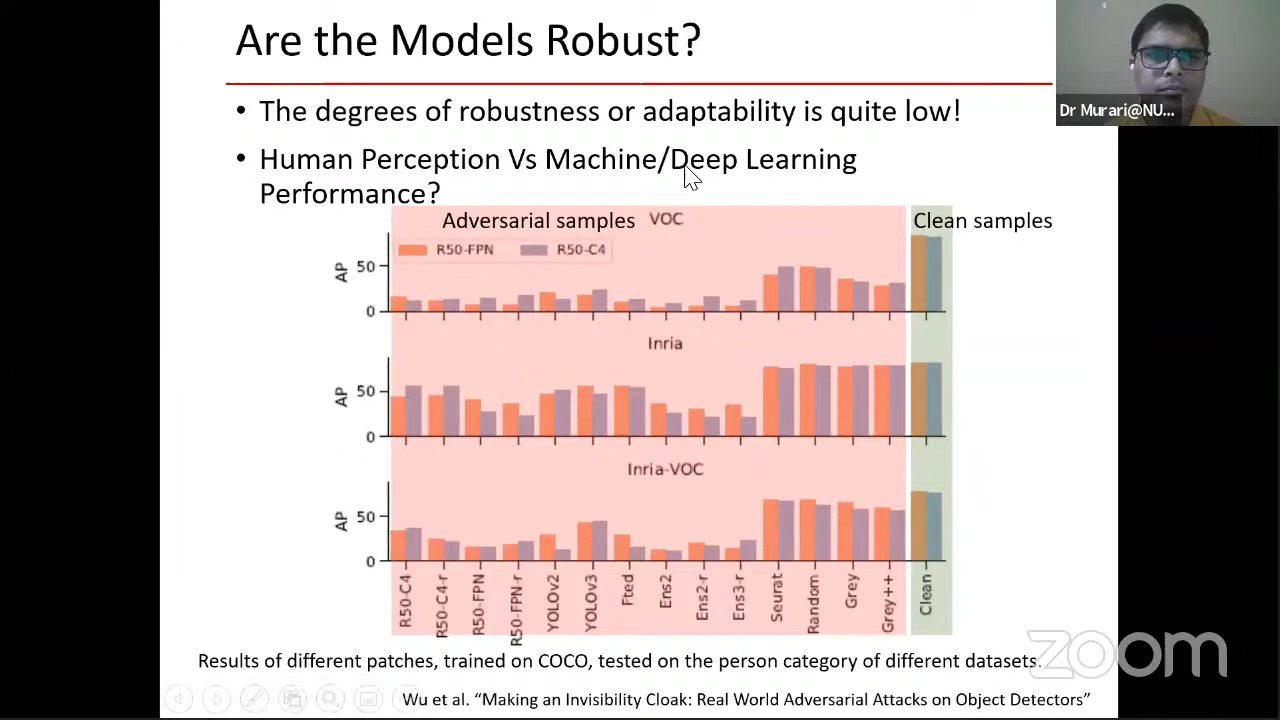 Are the Models Robust?
Dr Murari@NU...
• The degrees of robustness or adaptability is quite low!
• Human Perception Vs Machine/Deep Learning
Performance?
Adversarial samples
VOC
Clean samples
R50-FPN
R50-C4
AP
50
0
Inria
AP
50
0
Inria-VOC
AP
50
0
R50-C4
R50-C4-r
R50-FPN
R50-FPN-r
YOLOv2
YOLOv3
Fted
Ens2
Ens2-r
Ens3-r
Seurat
Random
Grey
Grey++
Clean
zoom
Results of different patches, trained on COCO, tested on the person category of different datasets.
Wu et al. “Making an Invisibility Cloak: Real World Adversarial Attacks on Object Detectors”